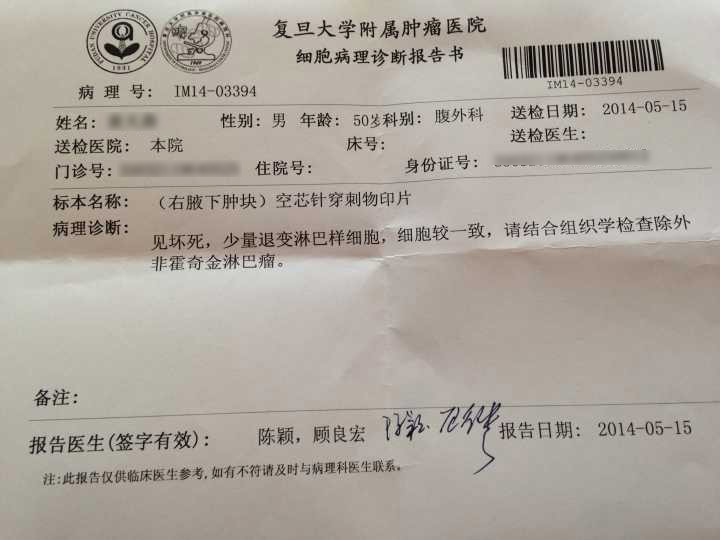 FUDAN UNIVERSITY CANCER HOSPITAL
1931
复旦大学附属肿瘤医院
细胞病理诊断报告书
IM14-03394
病 理 号: IM14-03394
姓名: 性别: 男 年龄: 50岁 科别: 腹外科 送检日期: 2014-05-15
送检医院: 本院 床号: 送检医生:
门诊号: 住院号: 身份证号:
标本名称: (右腋下肿块) 空芯针穿刺物印片
病理诊断:
见坏死, 少量退变淋巴样细胞, 细胞较一致, 请结合组织学检查除外
非霍奇金淋巴瘤。
备注:
报告医生(签字有效): 陈颖, 顾良宏 报告日期: 2014-05-15
注:此报告仅供临床医生参考, 如有不符请及时与病理科医生联系。